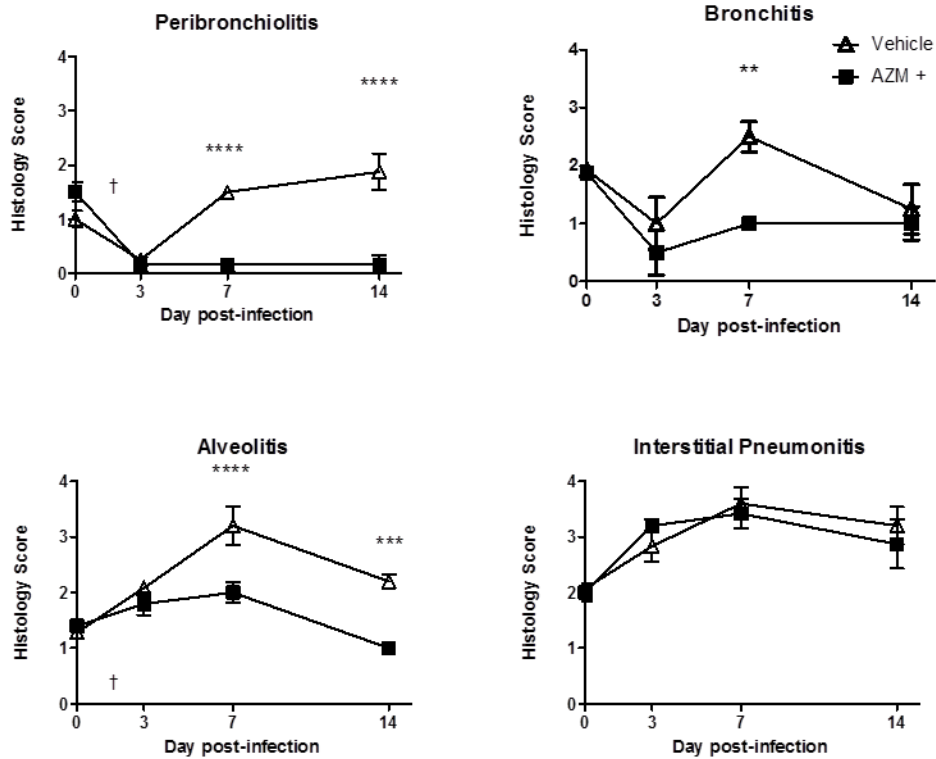 Peribronchiolitis
Histology Score
4
3
2
1
0
†
****
****
0 3 7 14
Day post-infection
Bronchitis
Vehicle
AZM +
Histology Score
4
3
2
1
0
**
0 3 7 14
Day post-infection
Alveolitis
Histology Score
4
3
2
1
0
****
***
†
0 3 7 14
Day post-infection
Interstitial Pneumonitis
Histology Score
4
3
2
1
0
0 3 7 14
Day post-infection